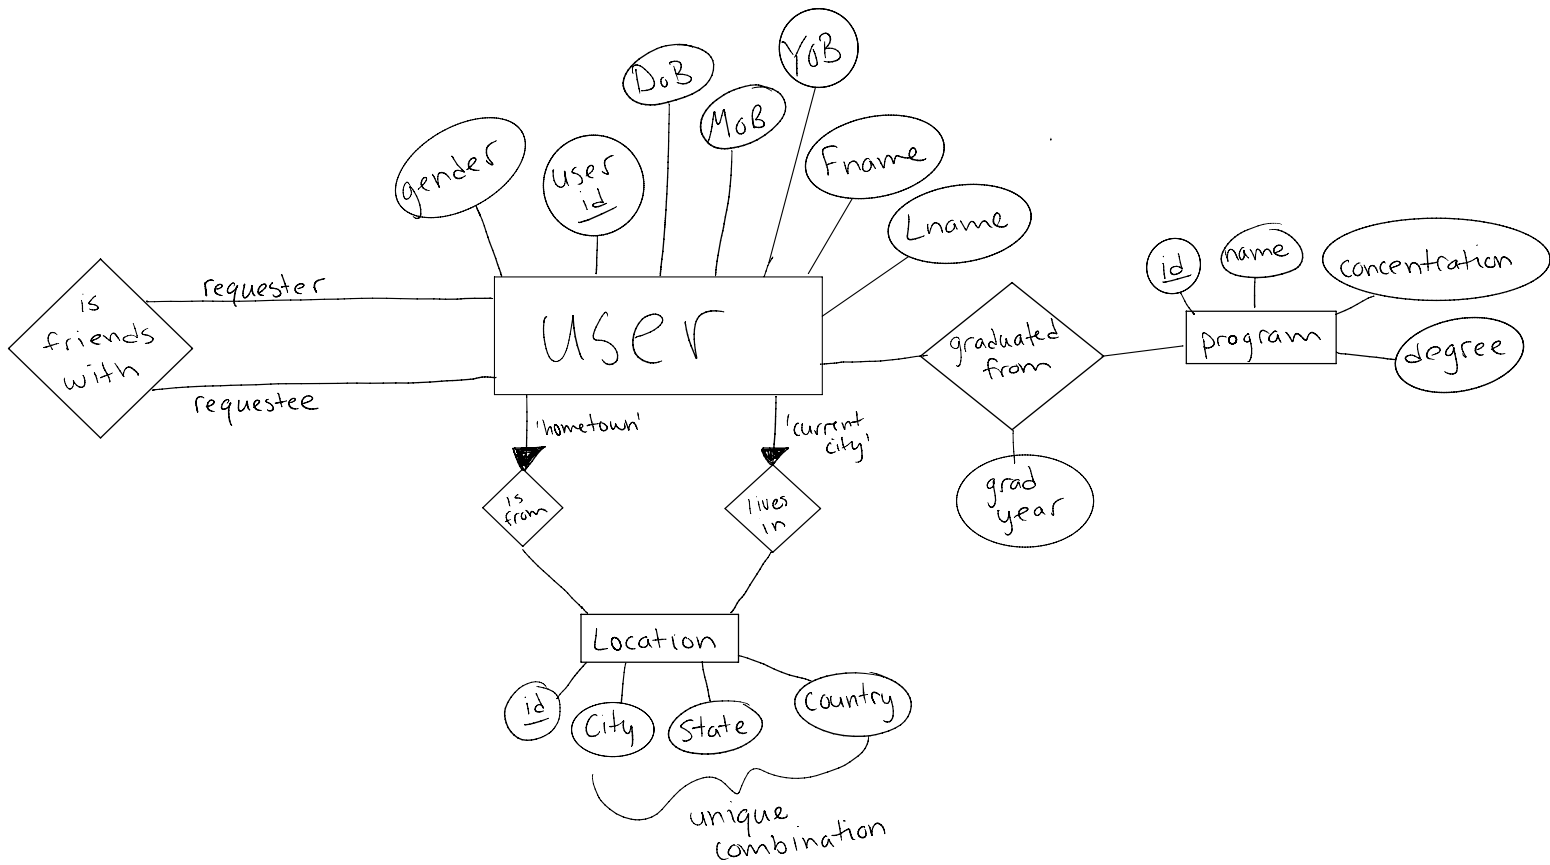 YoB
DoB
MoB
gender
user
id
Fname
Lname
is
friends
with
requester
requestee
user
graduated
from
grad
year
id
name
concentration
program
degree
'hometown'
'current
city'
is
from
lives
in
Location
id
City
State
Country
unique
combination